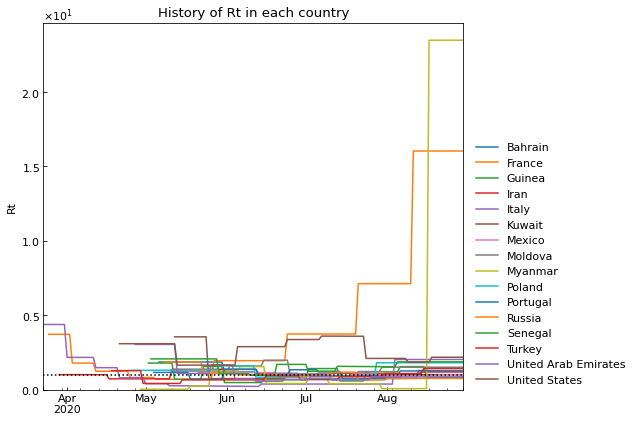 History of Rt in each country
×10¹
2.0
1.5
1.0
0.5
0.0
Rt
Apr
2020
May
Jun
Jul
Aug
Bahrain
France
Guinea
Iran
Italy
Kuwait
Mexico
Moldova
Myanmar
Poland
Portugal
Russia
Senegal
Turkey
United Arab Emirates
United States